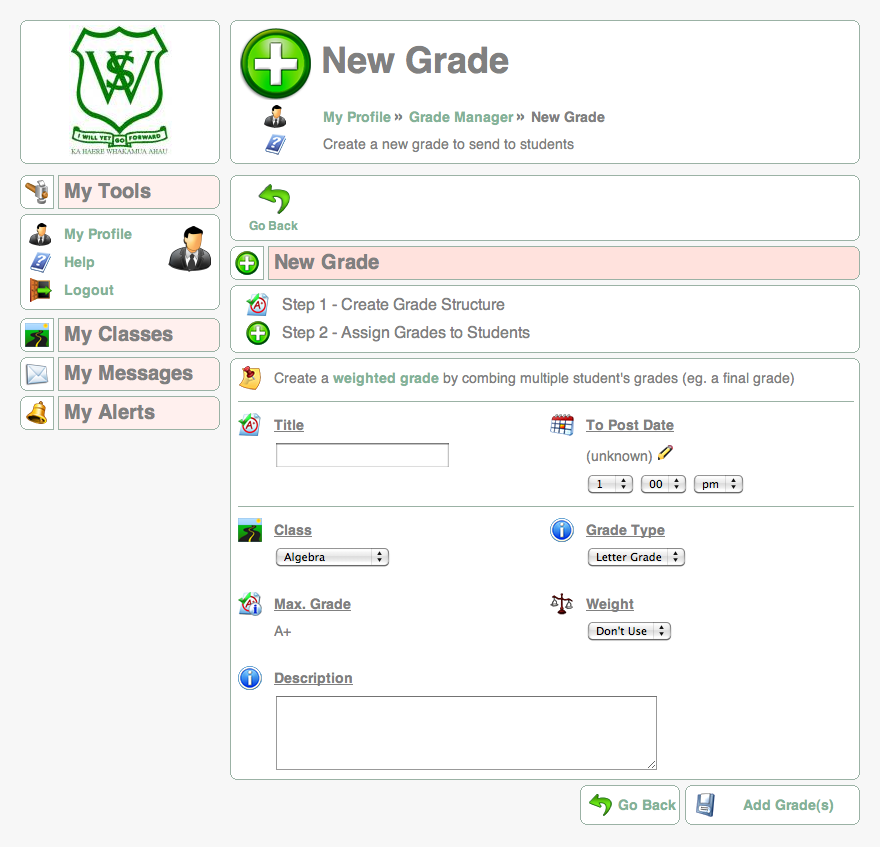 I WILL YET GO FORWARD
KA HAERE WHAKAMUA AHAU
New Grade
My Profile » Grade Manager » New Grade
Create a new grade to send to students
My Tools
My Profile
Help
Logout
My Classes
My Messages
My Alerts
Go Back
New Grade
Step 1 - Create Grade Structure
Step 2 - Assign Grades to Students
Create a weighted grade by combing multiple student's grades (eg. a final grade)
Title
To Post Date
(unknown)
1 00 pm
Class
Grade Type
Algebra
Letter Grade
Max. Grade
Weight
A+
Don't Use
Description
Go Back
Add Grade(s)